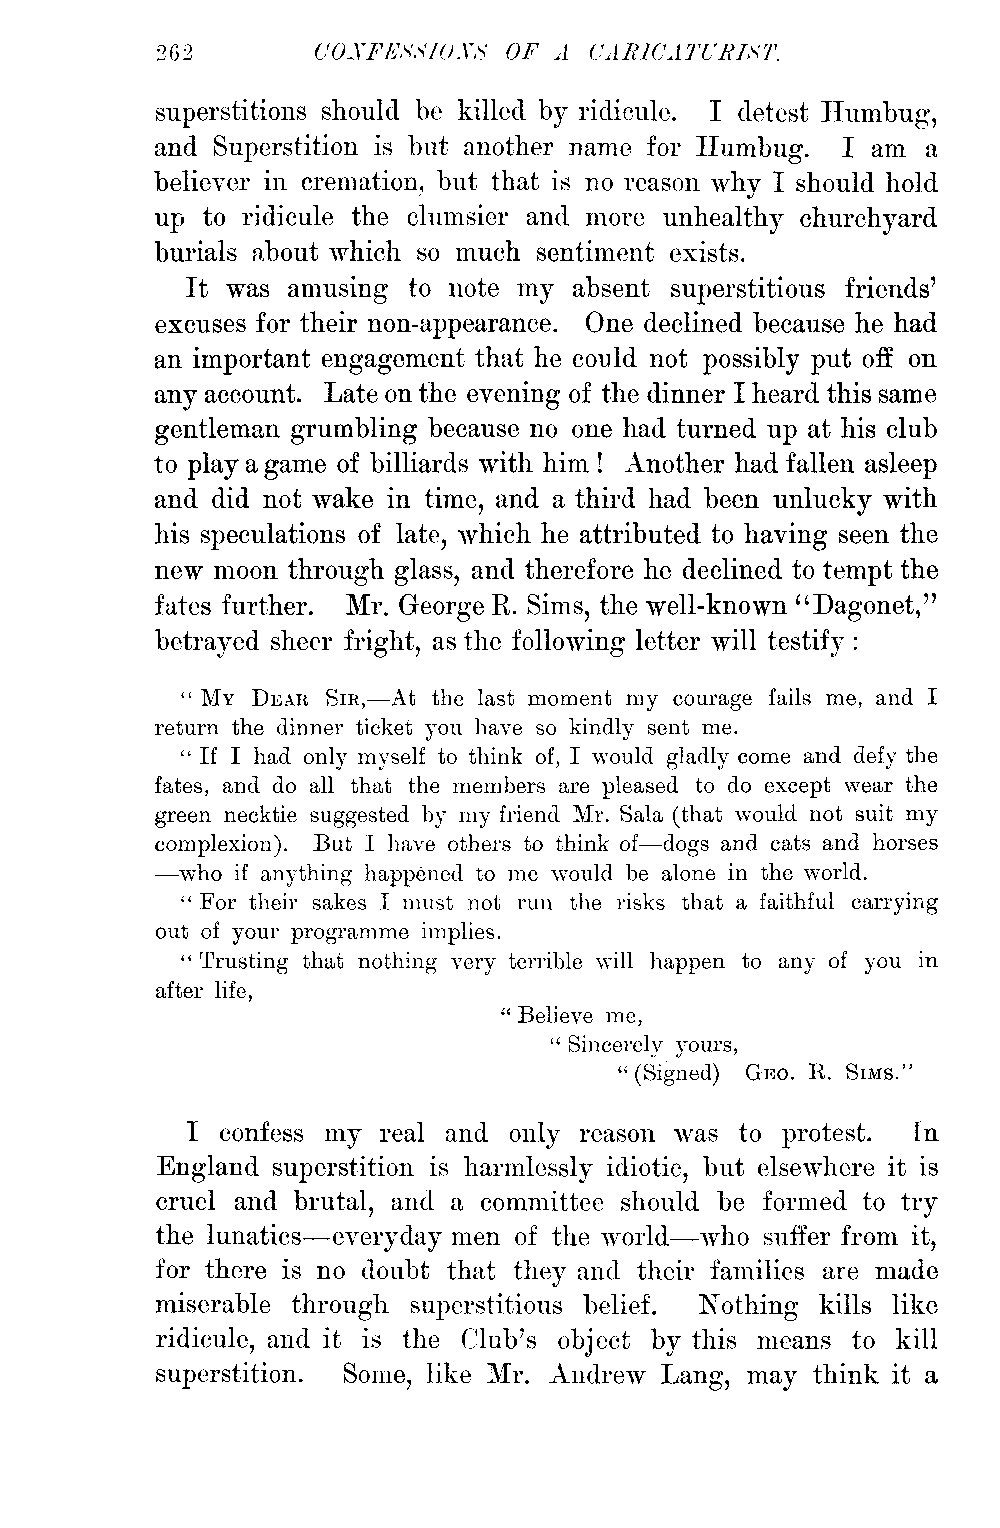 262 CONFESSIONS OF A CARICATURIST.
superstitions should be killed by ridicule. I detest Humbug,
and Superstition is but another name for Humbug. I am a
believer in cremation, but that is no reason why I should hold
up to ridicule the clumsier and more unhealthy churchyard
burials about which so much sentiment exists.
It was amusing to note my absent superstitious friends'
excuses for their non-appearance. One declined because he had
an important engagement that he could not possibly put off on
any account. Late on the evening of the dinner I heard this same
gentleman grumbling because no one had turned up at his club
to play a game of billiards with him! Another had fallen asleep
and did not wake in time, and a third had been unlucky with
his speculations of late, which he attributed to having seen the
new moon through glass, and therefore he declined to tempt the
fates further. Mr. George R. Sims, the well-known "Dagonet,"
betrayed sheer fright, as the following letter will testify:
"My Dear Sir,—At the last moment my courage fails me, and I
return the dinner ticket you have so kindly sent me.
"If I had only myself to think of, I would gladly come and defy the
fates, and do all that the members are pleased to do except wear the
green necktie suggested by my friend Mr. Sala (that would not suit my
complexion). But I have others to think of—dogs and cats and horses
—who if anything happened to me would be alone in the world.
"For their sakes I must not run the risks that a faithful carrying
out of your programme implies.
"Trusting that nothing very terrible will happen to any of you in
after life,
"Believe me,
"Sincerely yours,
"(Signed) Geo. R. Sims."
I confess my real and only reason was to protest. In
England superstition is harmlessly idiotic, but elsewhere it is
cruel and brutal, and a committee should be formed to try
the lunatics—everyday men of the world—who suffer from it,
for there is no doubt that they and their families are made
miserable through superstitious belief. Nothing kills like
ridicule, and it is the Club's object by this means to kill
superstition. Some, like Mr. Andrew Lang, may think it a